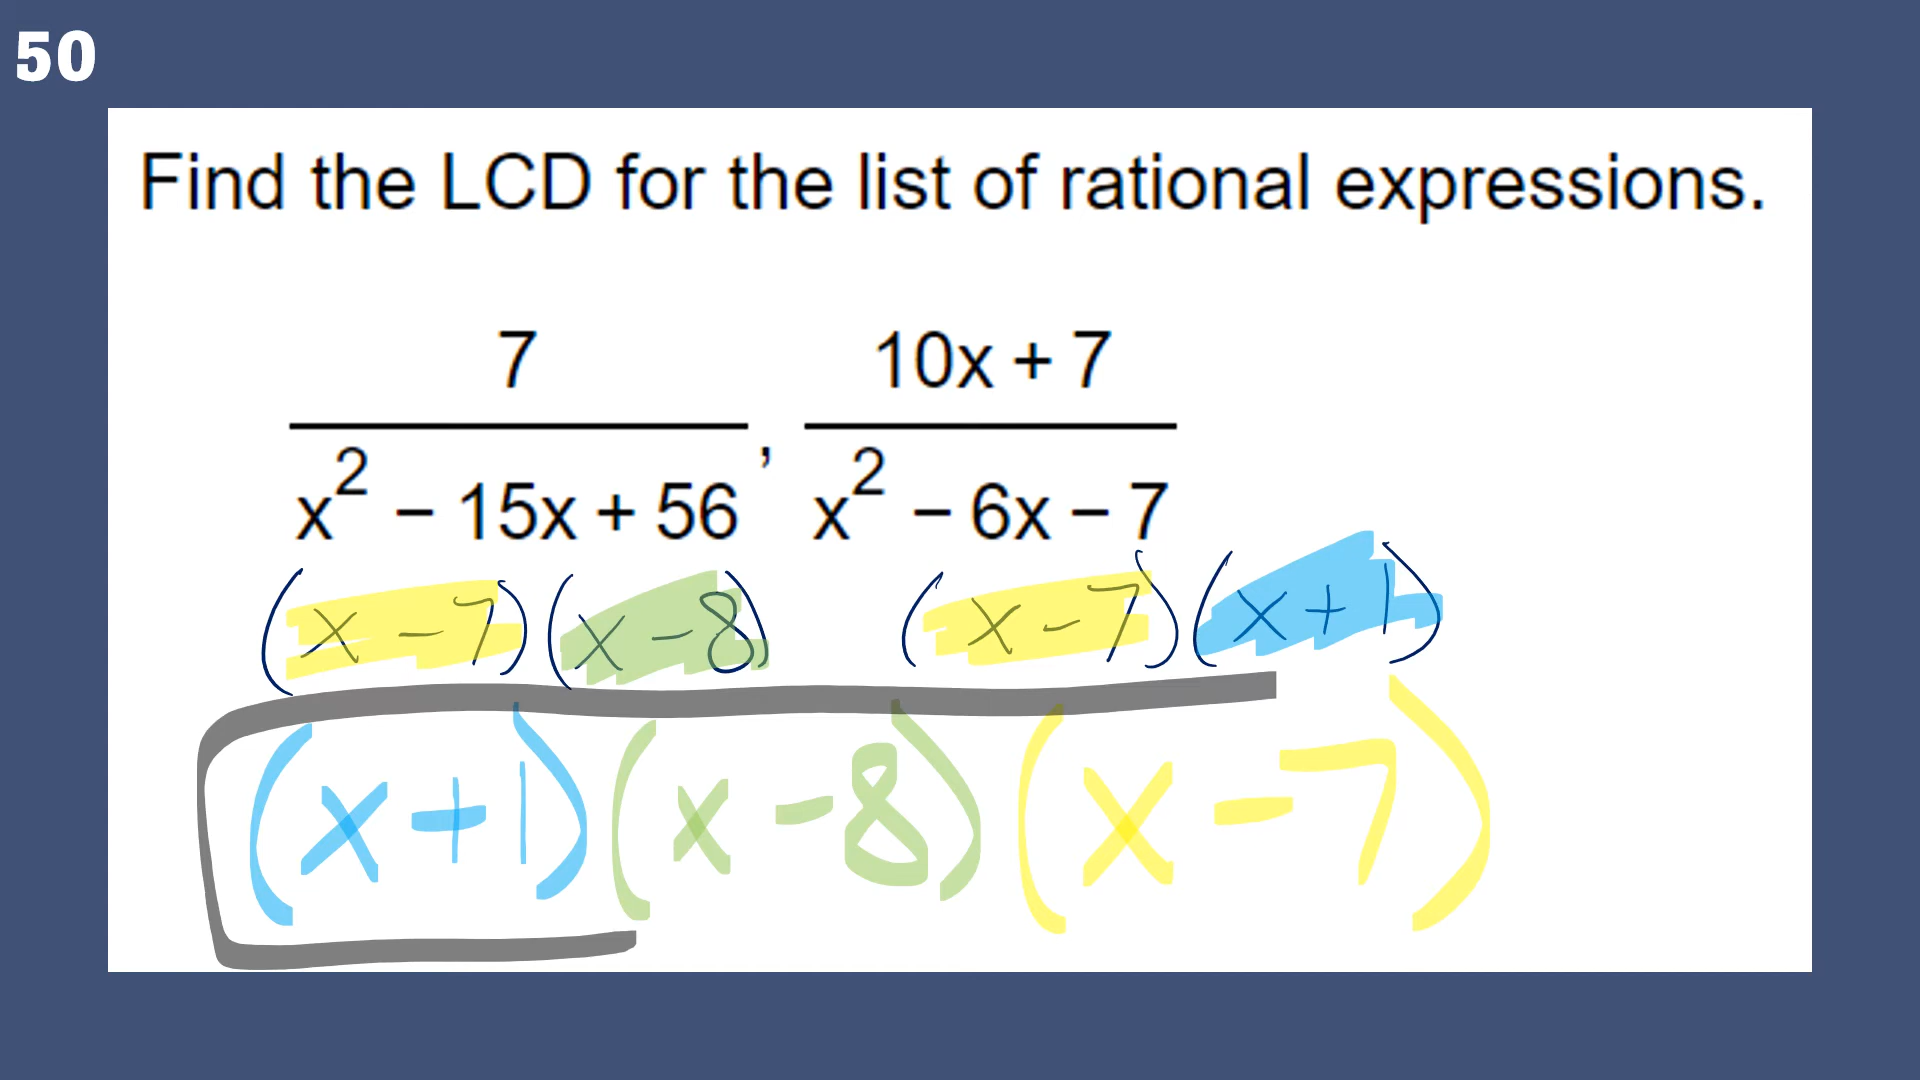 50
Find the LCD for the list of rational expressions.
7 10x + 7
x² − 15x + 56 , x² − 6x − 7
(x − 7)(x − 8) (x − 7)(x + 1)
(x + 1)(x − 8)(x − 7)